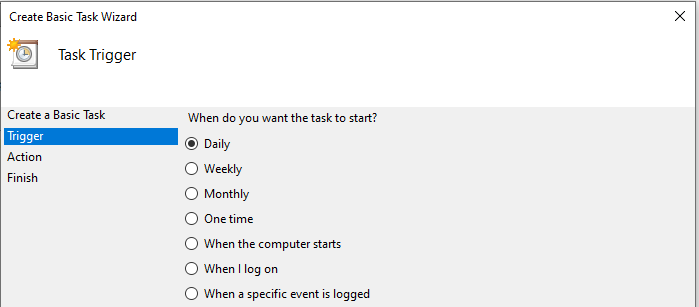 Create Basic Task Wizard
Task Trigger
Create a Basic Task
Trigger
Action
Finish
When do you want the task to start?
Daily
Weekly
Monthly
One time
When the computer starts
When I log on
When a specific event is logged